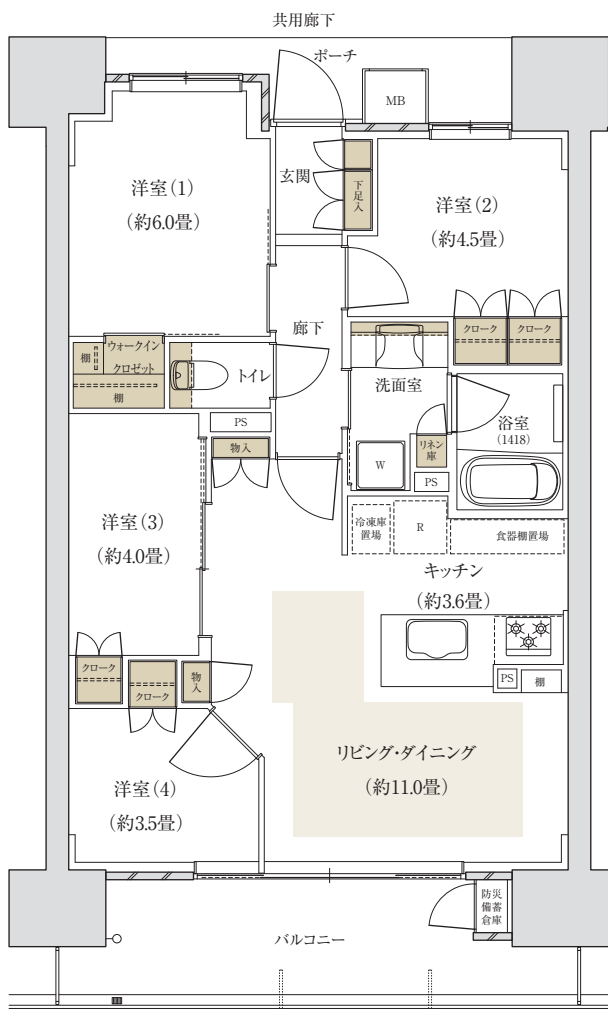 共用廊下
ポーチ
MB
洋室(1)
(約6.0畳)
玄関
下足入
洋室(2)
(約4.5畳)
廊下
クローク
クローク
棚
ウォークイン
クロゼット
棚
トイレ
洗面室
浴室
(1418)
PS
物入
W
リネン
庫
PS
洋室(3)
(約4.0畳)
冷凍庫
置場
R
食器棚置場
キッチン
(約3.6畳)
クローク
クローク
物入
PS
棚
リビング・ダイニング
(約11.0畳)
洋室(4)
(約3.5畳)
防災
備蓄
倉庫
バルコニー